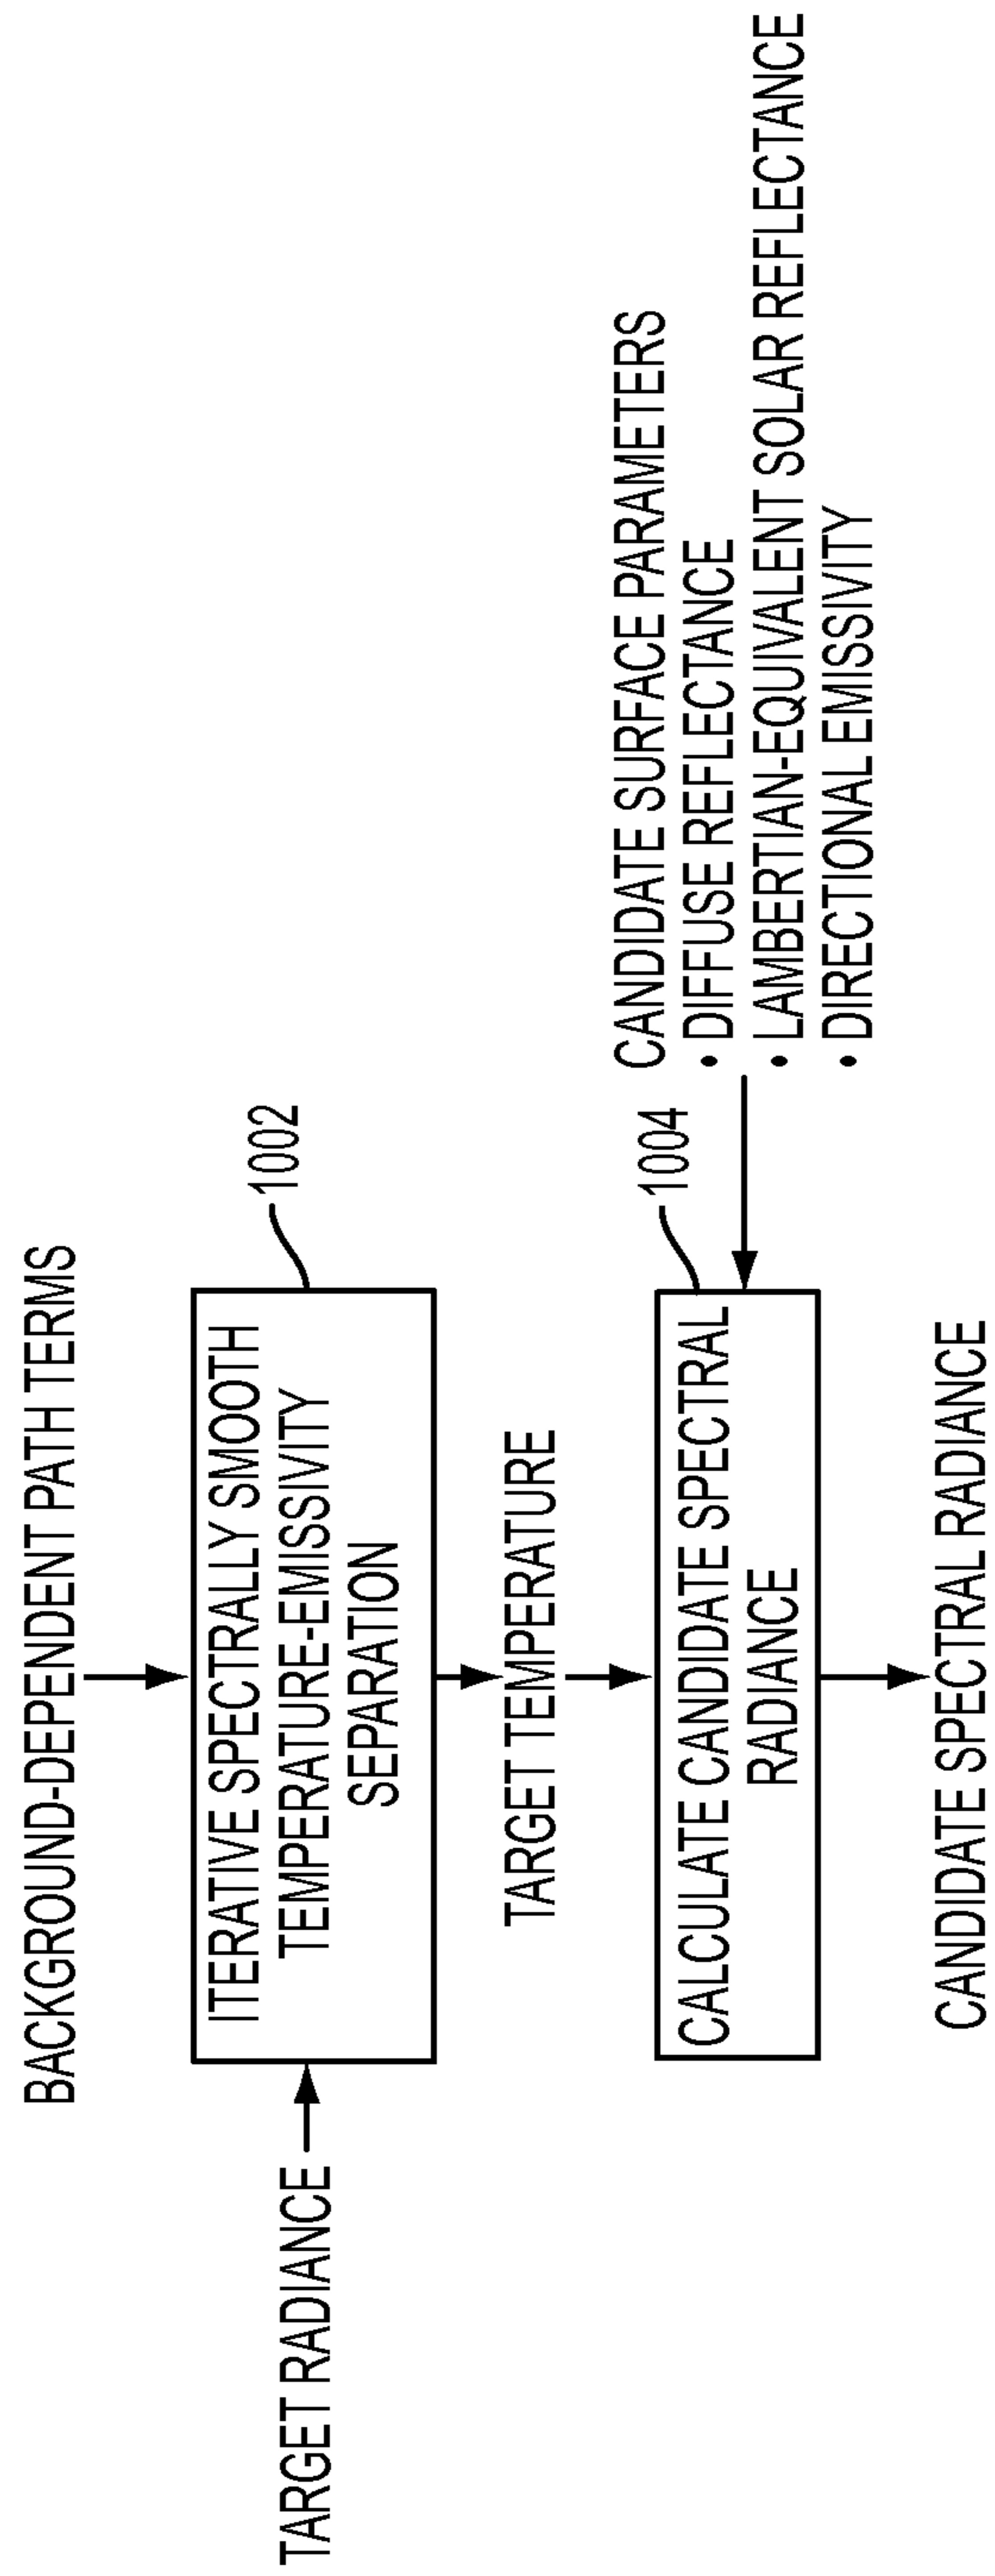 BACKGROUND-DEPENDENT PATH TERMS
1002
TARGET RADIANCE
ITERATIVE SPECTRALLY SMOOTH
TEMPERATURE-EMISSIVITY
SEPARATION
TARGET TEMPERATURE
1004
CALCULATE CANDIDATE SPECTRAL
RADIANCE
CANDIDATE SURFACE PARAMETERS
• DIFFUSE REFLECTANCE
• LAMBERTIAN-EQUIVALENT SOLAR REFLECTANCE
• DIRECTIONAL EMISSIVITY
CANDIDATE SPECTRAL RADIANCE